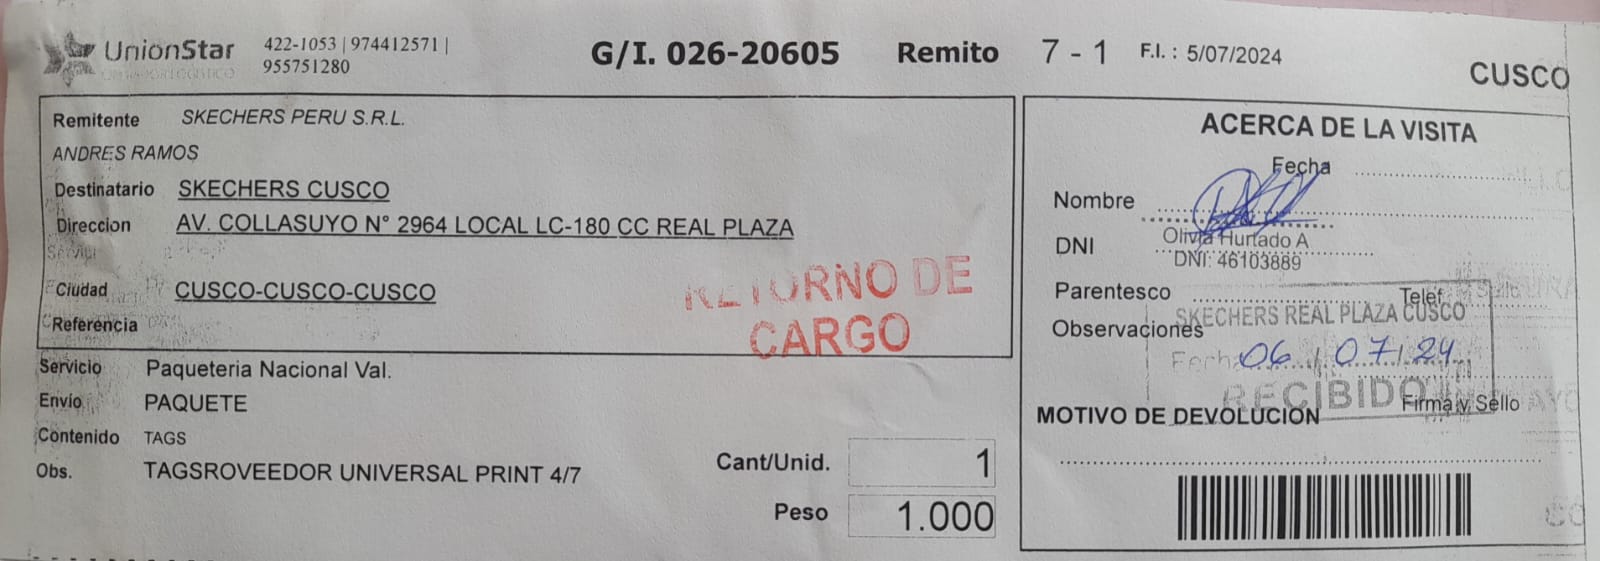 UnionStar
OPERADOR LOGISTICO
422-1053 | 974412571 |
955751280
G/I. 026-20605 Remito 7 - 1 F.I. : 5/07/2024
CUSCO
Remitente SKECHERS PERU S.R.L.
ANDRES RAMOS
Destinatario SKECHERS CUSCO
Direccion AV. COLLASUYO N° 2964 LOCAL LC-180 CC REAL PLAZA
Ciudad CUSCO-CUSCO-CUSCO
Referencia
RETORNO DE
CARGO
Servicio Paqueteria Nacional Val.
Envio PAQUETE
Contenido TAGS
Obs. TAGSROVEEDOR UNIVERSAL PRINT 4/7
Cant/Unid. 1
Peso 1.000
ACERCA DE LA VISITA
Fecha
Nombre
Olivia Hurtado A
DNI
DNI: 46103889
Parentesco
Telef
SKECHERS REAL PLAZA CUSCO
Observaciones
Fecha 06 / 07 / 24
RECIBIDO
Firma y Sello
MOTIVO DE DEVOLUCION